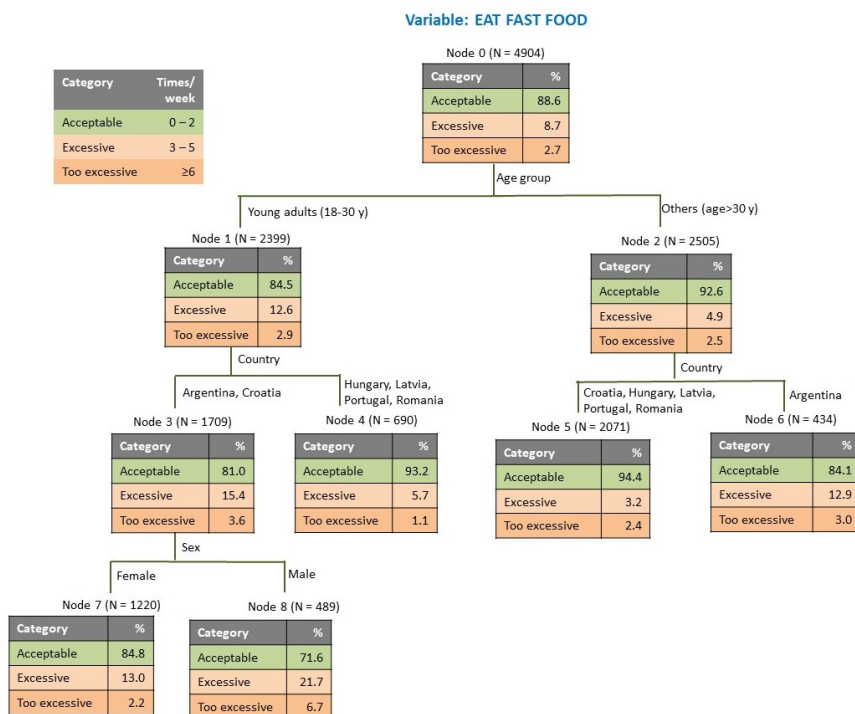 Variable: EAT FAST FOOD
Node 0 (N = 4904)
Category %
Acceptable 88.6
Excessive 8.7
Too excessive 2.7
Category Times/
week
Acceptable 0 – 2
Excessive 3 – 5
Too excessive ≥6
Age group
Young adults (18-30 y)
Others (age>30 y)
Node 1 (N = 2399)
Category %
Acceptable 84.5
Excessive 12.6
Too excessive 2.9
Node 2 (N = 2505)
Category %
Acceptable 92.6
Excessive 4.9
Too excessive 2.5
Country
Argentina, Croatia
Hungary, Latvia,
Portugal, Romania
Country
Croatia, Hungary, Latvia,
Portugal, Romania
Argentina
Node 3 (N = 1709)
Category %
Acceptable 81.0
Excessive 15.4
Too excessive 3.6
Node 4 (N = 690)
Category %
Acceptable 93.2
Excessive 5.7
Too excessive 1.1
Node 5 (N = 2071)
Category %
Acceptable 94.4
Excessive 3.2
Too excessive 2.4
Node 6 (N = 434)
Category %
Acceptable 84.1
Excessive 12.9
Too excessive 3.0
Sex
Female
Male
Node 7 (N = 1220)
Category %
Acceptable 84.8
Excessive 13.0
Too excessive 2.2
Node 8 (N = 489)
Category %
Acceptable 71.6
Excessive 21.7
Too excessive 6.7